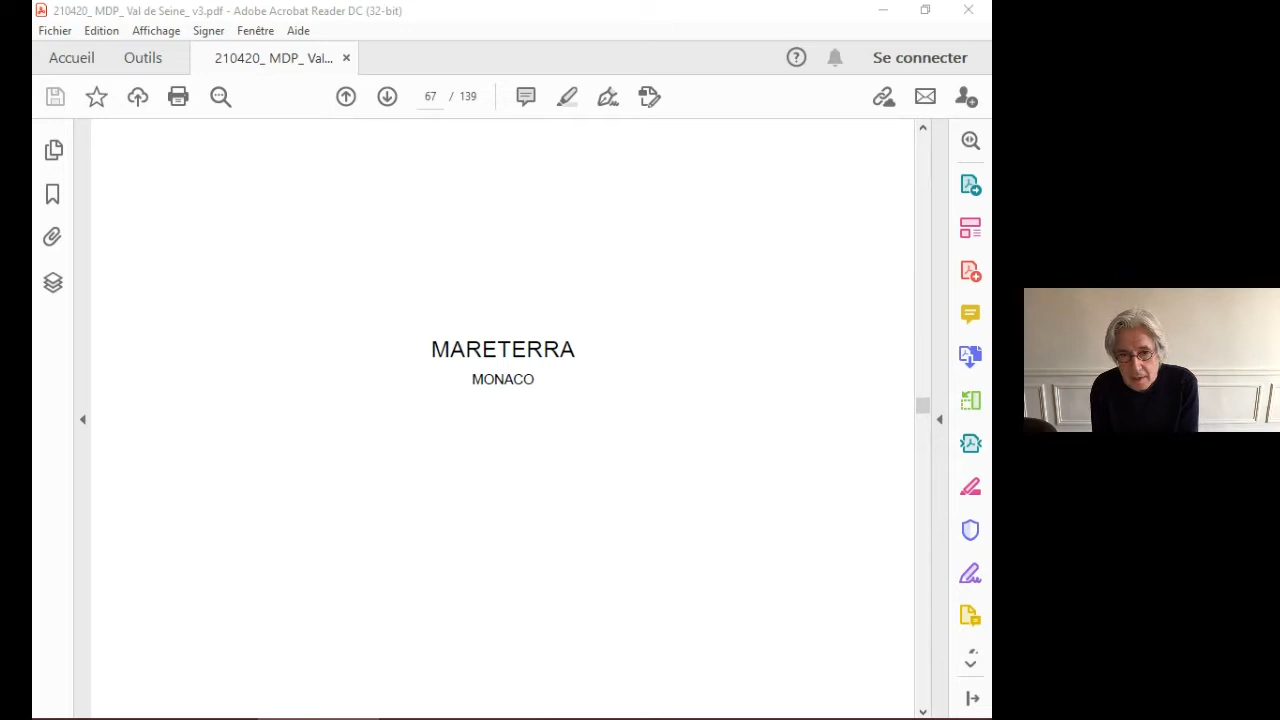 210420_ MDP_ Val de Seine_ v3.pdf - Adobe Acrobat Reader DC (32-bit)
Fichier Edition Affichage Signer Fenêtre Aide
Accueil Outils 210420_ MDP_ Val... × ? Se connecter
67 / 139
MARETERRA
MONACO